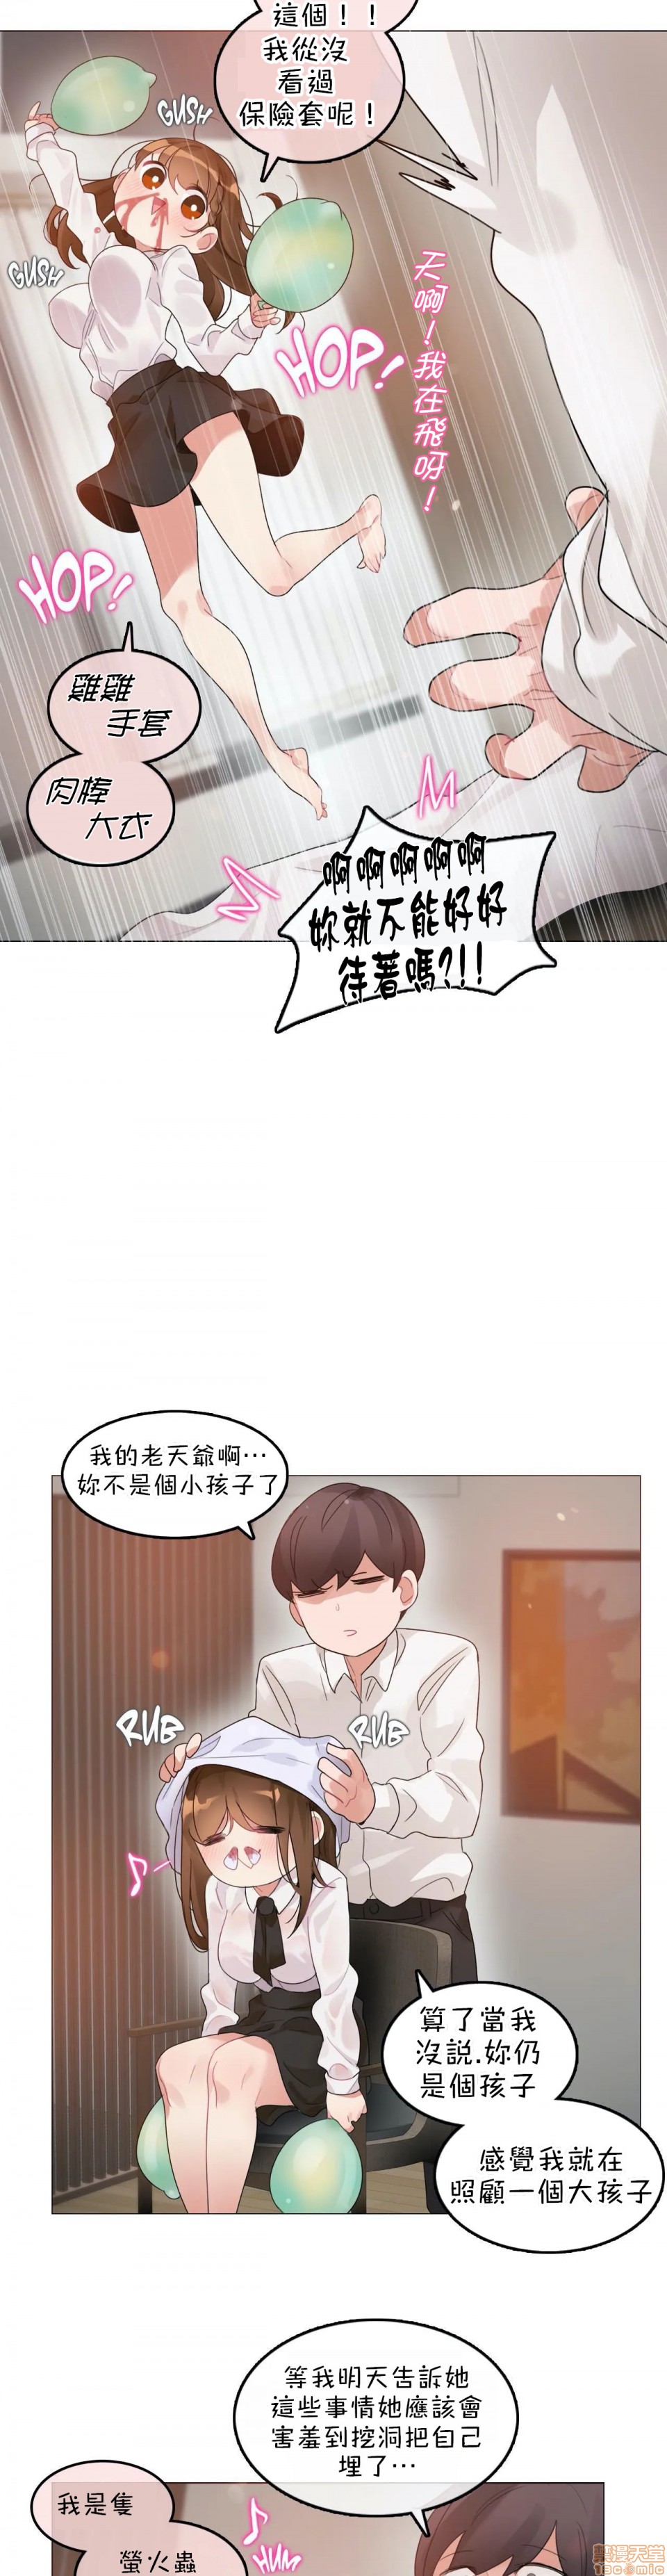 這個！！
我從沒
看過
保險套呢！
GUSH
GUSH
天啊！我在飛呀！
HOP!
HOP!
雞雞
手套
肉棒
大衣
啊啊啊啊啊
妳就不能好好
待著嗎?!!
我的老天爺啊…
妳不是個小孩子了
RUB
RUB
算了當我
沒說.妳仍
是個孩子
感覺我就在
照顧一個大孩子
等我明天告訴她
這些事情她應該會
害羞到挖洞把自己
埋了…
我是隻
螢火蟲
HUM
漫漫天堂
18comic